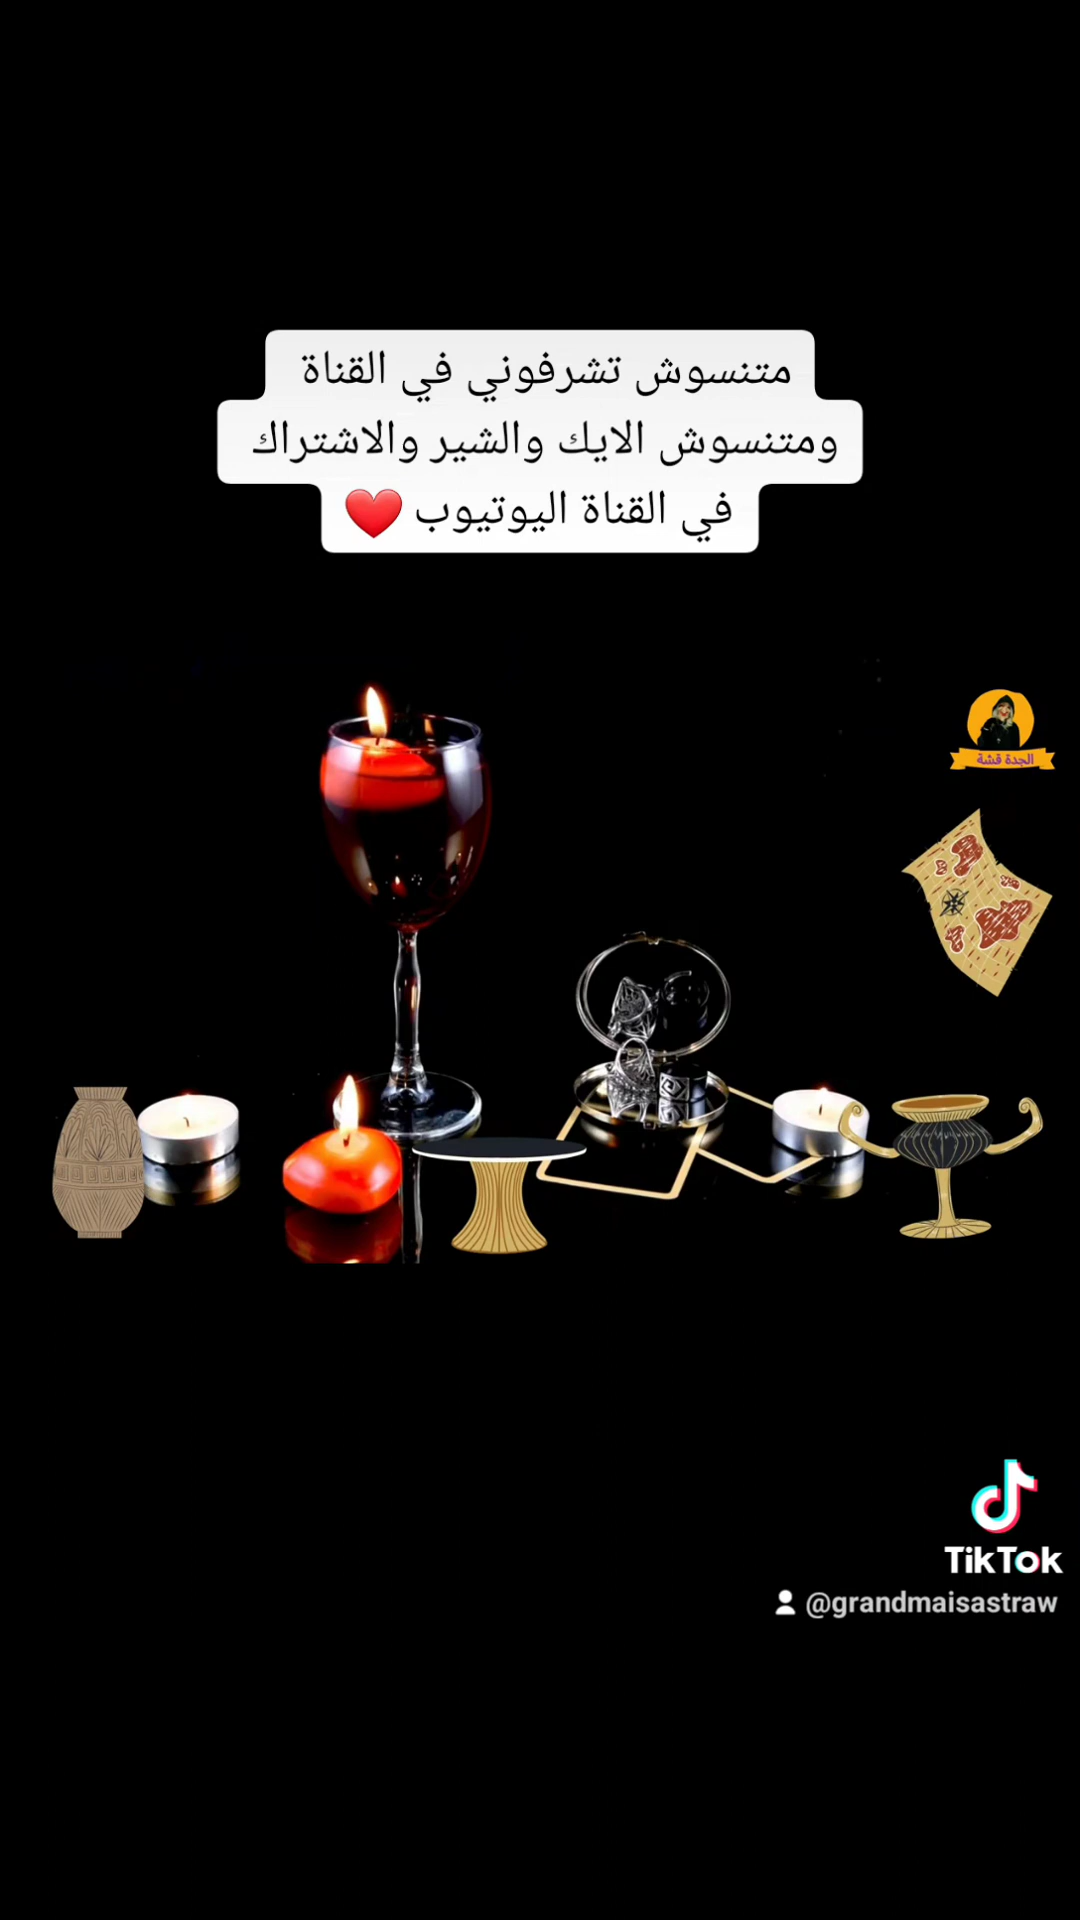 متنسوش تشرفوني في القناة
ومتنسوش الايك والشير والاشتراك
في القناة اليوتيوب ❤️
الجدة قشة
TikTok
@grandmaisastraw